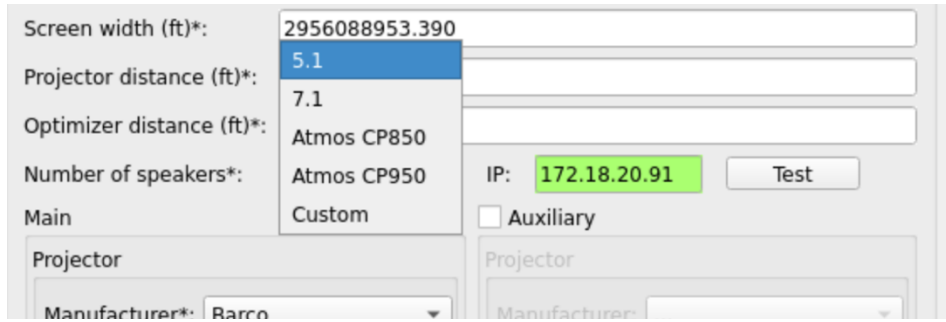 Screen width (ft)*: 2956088953.390
5.1
Projector distance (ft)*:
7.1
Optimizer distance (ft)*:
Atmos CP850
Number of speakers*: Atmos CP950 IP: 172.18.20.91 Test
Main Custom Auxiliary
Projector Projector
Manufacturer*: Barco Manufacturer: